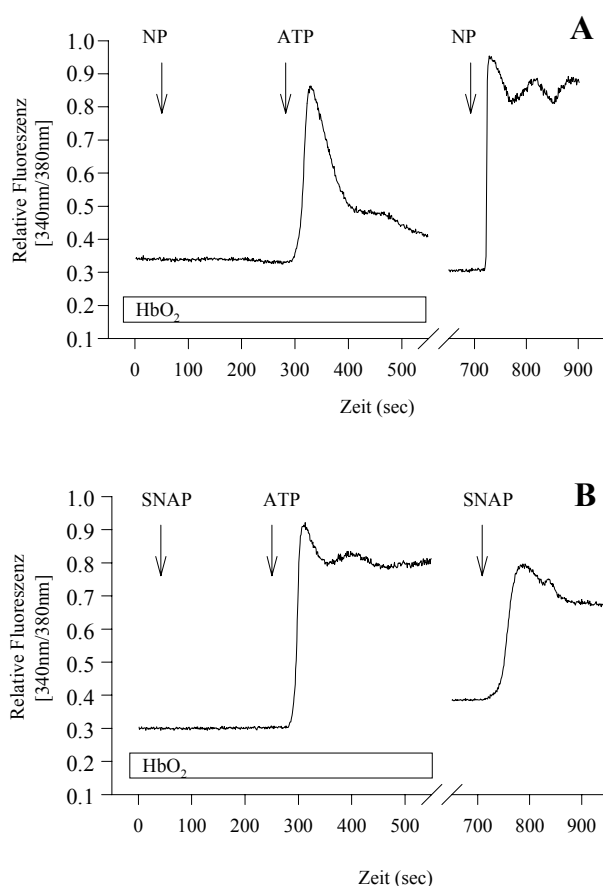 A
NP ATP NP
Relative Fluoreszenz
[340nm/380nm]
1.0
0.9
0.8
0.7
0.6
0.5
0.4
0.3
0.2
0.1
HbO₂
0 100 200 300 400 500 700 800 900
Zeit (sec)
B
SNAP ATP SNAP
Relative Fluoreszenz
[340nm/380nm]
1.0
0.9
0.8
0.7
0.6
0.5
0.4
0.3
0.2
0.1
HbO₂
0 100 200 300 400 500 700 800 900
Zeit (sec)